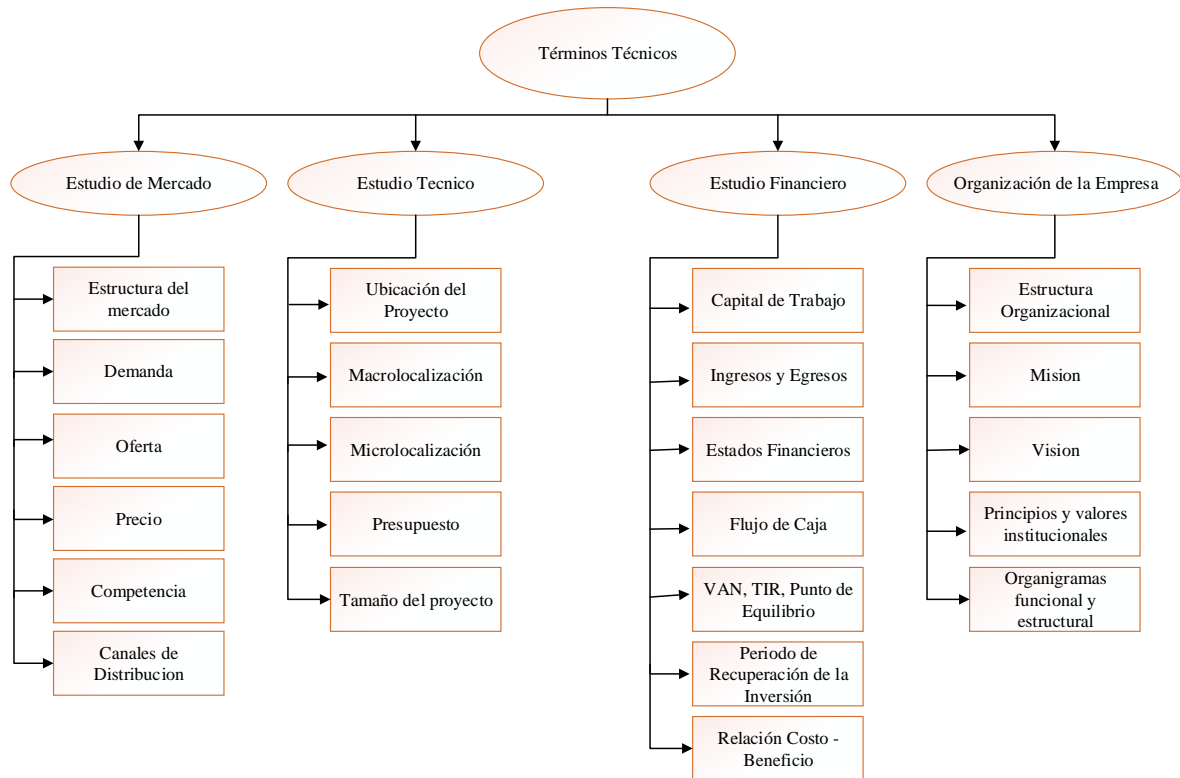 Términos Técnicos
Estudio de Mercado
Estudio Tecnico
Estudio Financiero
Organización de la Empresa
Estructura del
mercado
Demanda
Oferta
Precio
Competencia
Canales de
Distribucion
Ubicación del
Proyecto
Macrolocalización
Microlocalización
Presupuesto
Tamaño del proyecto
Capital de Trabajo
Ingresos y Egresos
Estados Financieros
Flujo de Caja
VAN, TIR, Punto de
Equilibrio
Periodo de
Recuperación de la
Inversión
Relación Costo -
Beneficio
Estructura
Organizacional
Mision
Vision
Principios y valores
institucionales
Organigramas
funcional y
estructural